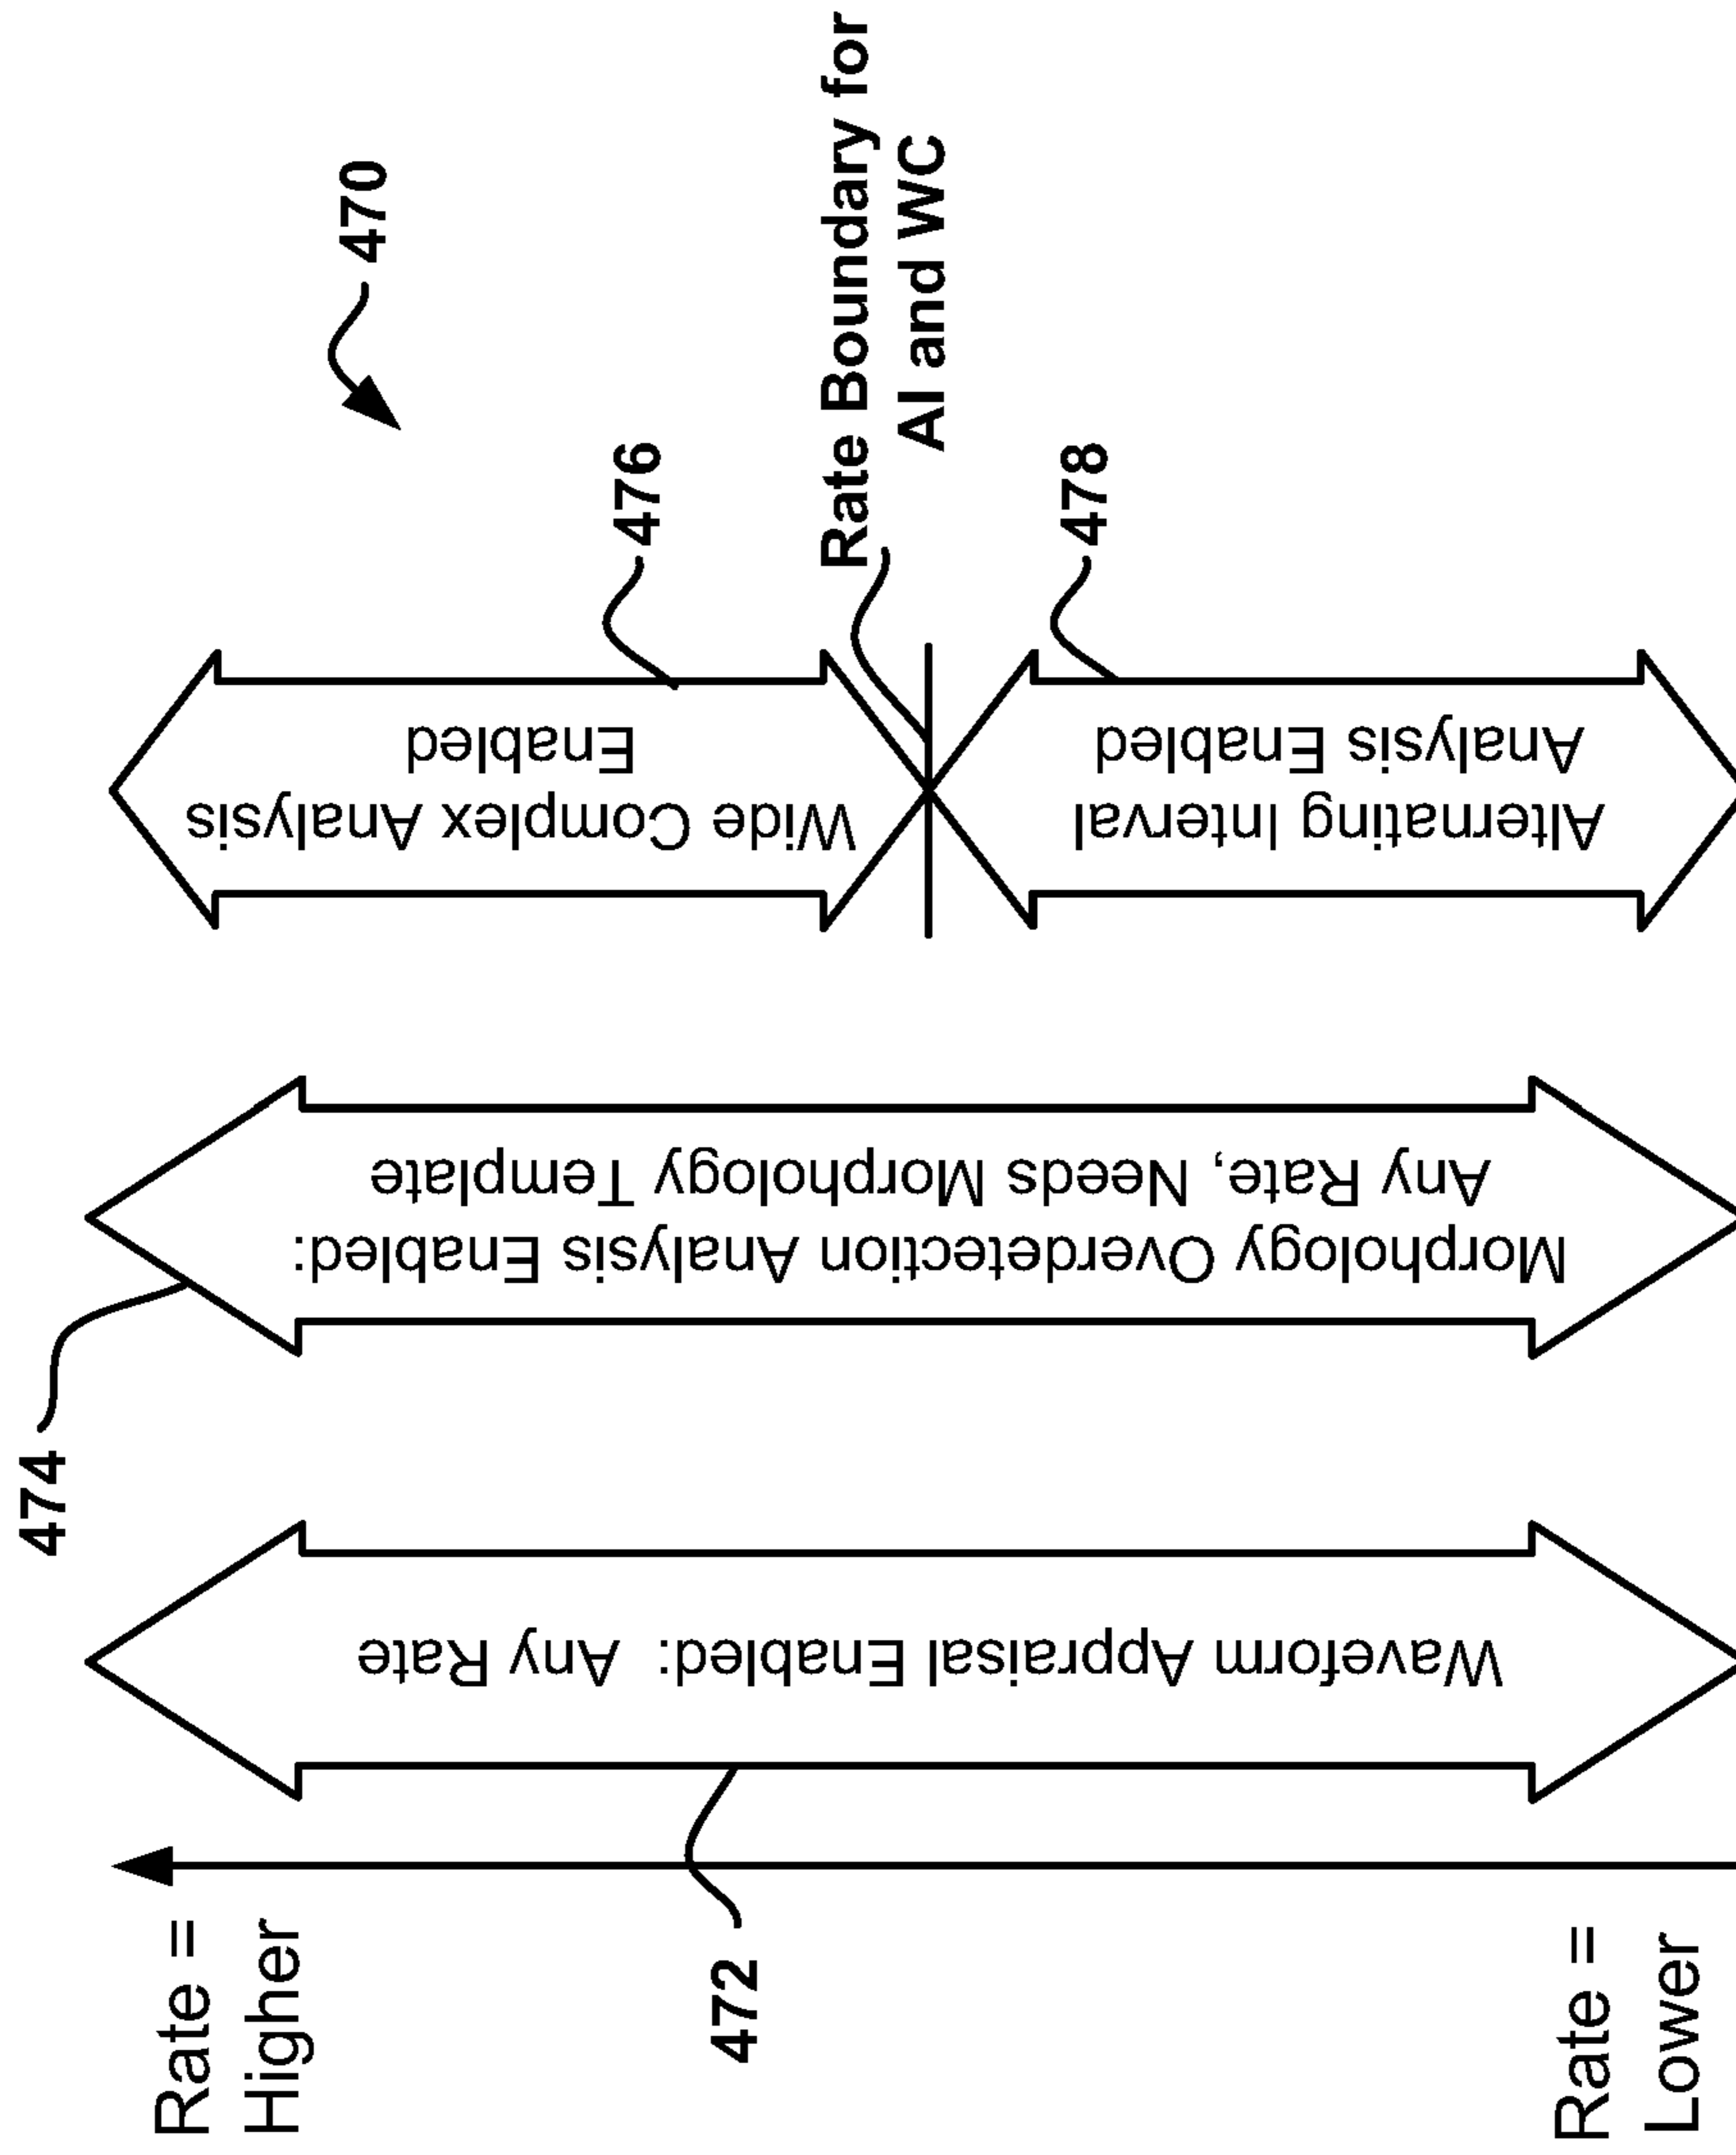 Rate =
Higher
Rate =
Lower
472
Waveform Appraisal Enabled:  Any Rate
474
Morphology Overdetection Analysis Enabled:
Any Rate, Needs Morphology Template
Wide Complex Analysis
Enabled
476
470
Rate Boundary for
AI and WC
Alternating Interval
Analysis Enabled
478